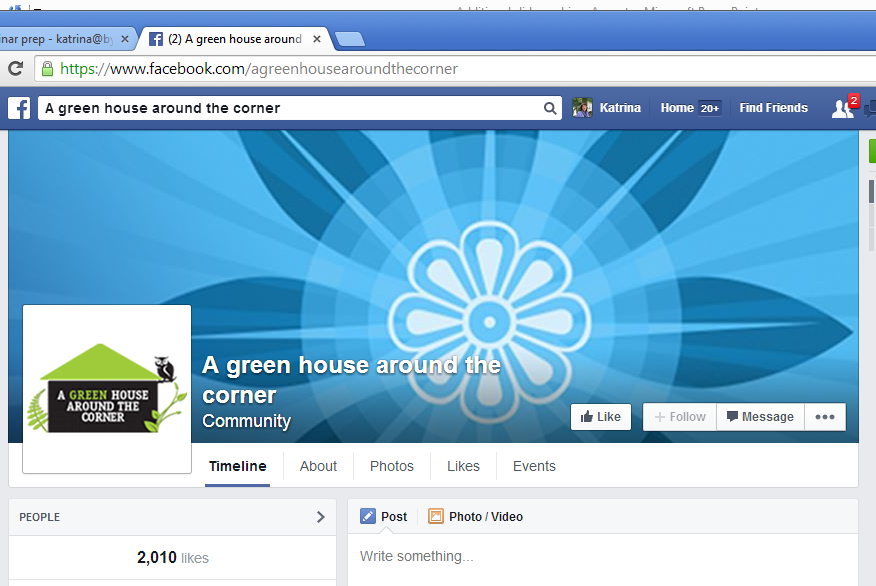 inar prep - katrina@by
(2) A green house around
https://www.facebook.com/agreenhousearoundthecorner
A green house around the corner
Katrina
Home 20+
Find Friends
2
A GREEN HOUSE
AROUND THE
CORNER
A green house around the
corner
Community
Like
+ Follow
Message
Timeline
About
Photos
Likes
Events
PEOPLE
2,010 likes
Post
Photo / Video
Write something...